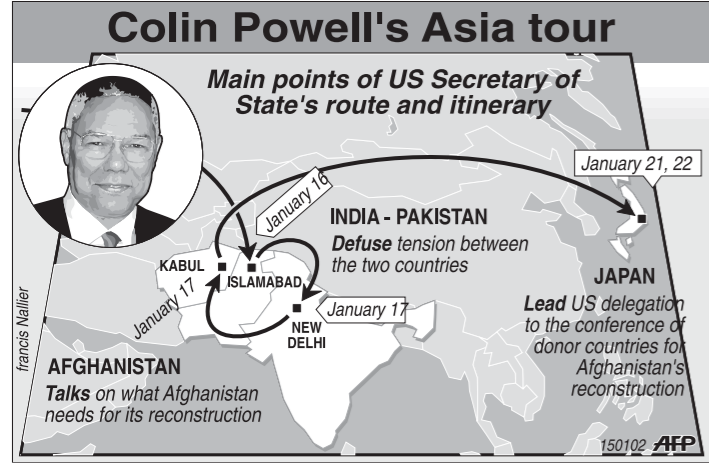 Colin Powell's Asia tour
Main points of US Secretary of
State's route and itinerary
January 21, 22
January 16
INDIA - PAKISTAN
Defuse tension between
the two countries
KABUL
ISLAMABAD
January 17
January 17
NEW
DELHI
JAPAN
Lead US delegation
to the conference of
donor countries for
Afghanistan's
reconstruction
AFGHANISTAN
Talks on what Afghanistan
needs for its reconstruction
francis Nallier
150102 AFP